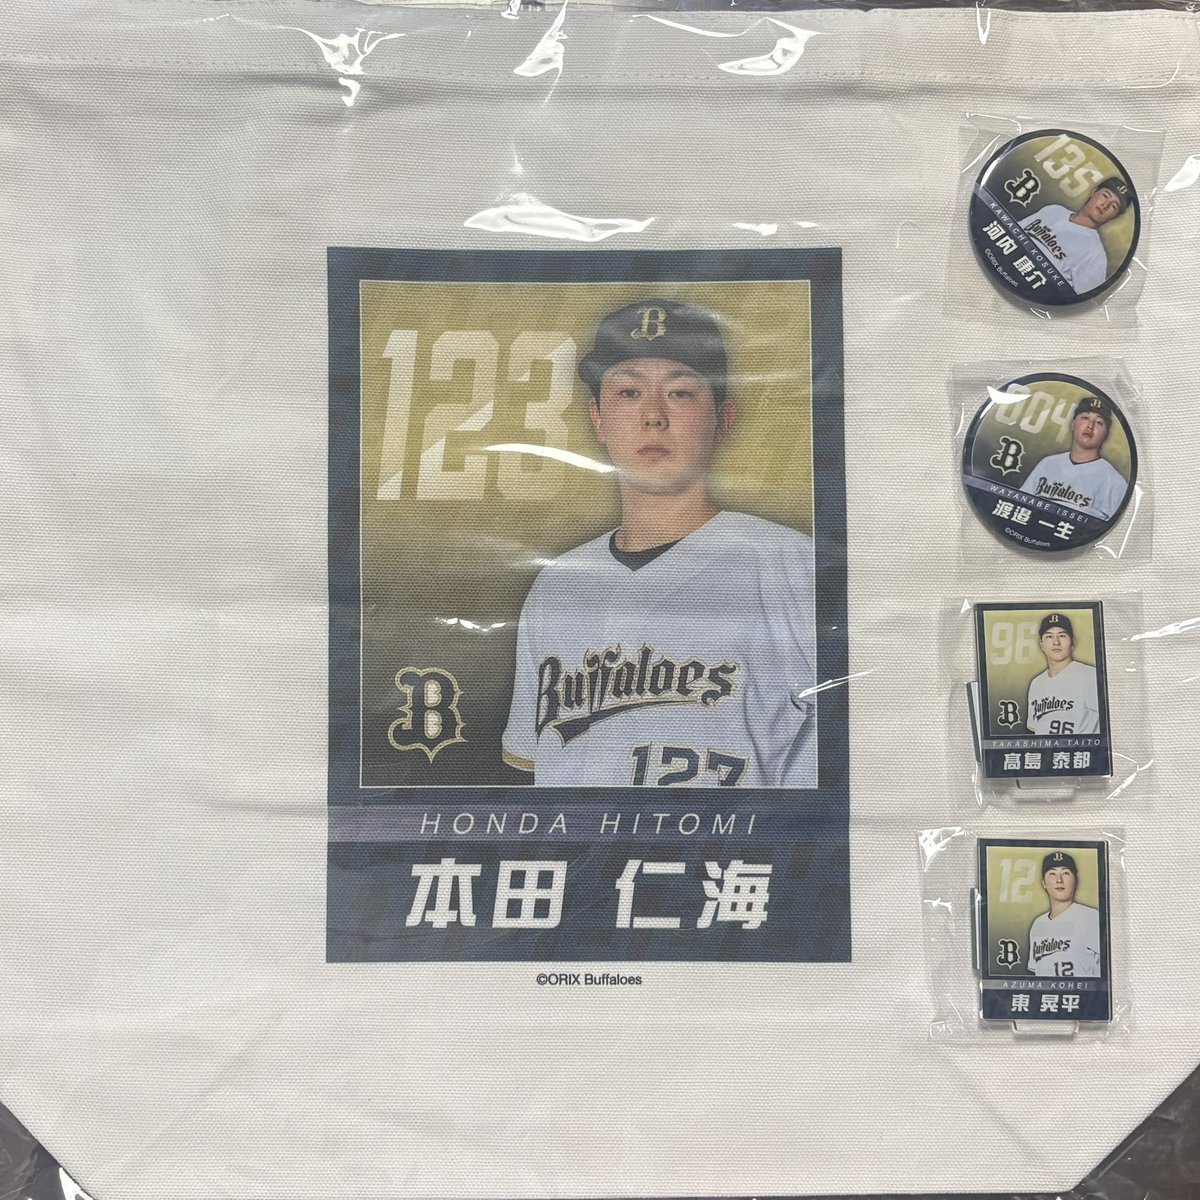 123
B
B
Buffaloes
127
HONDA HITOMI
本田 仁海
©ORIX Buffaloes
135
B
B
Buffaloes
KAWACHI KOSUKE
河内 康介
©ORIX Buffaloes
004
B
B
Buffaloes
WATANABE ISSEI
渡邉 一生
©ORIX Buffaloes
96
B
B
Buffaloes
96
TAKASHIMA TAITO
髙島 泰都
12
B
B
Buffaloes
12
AZUMA KOHEI
東 晃平